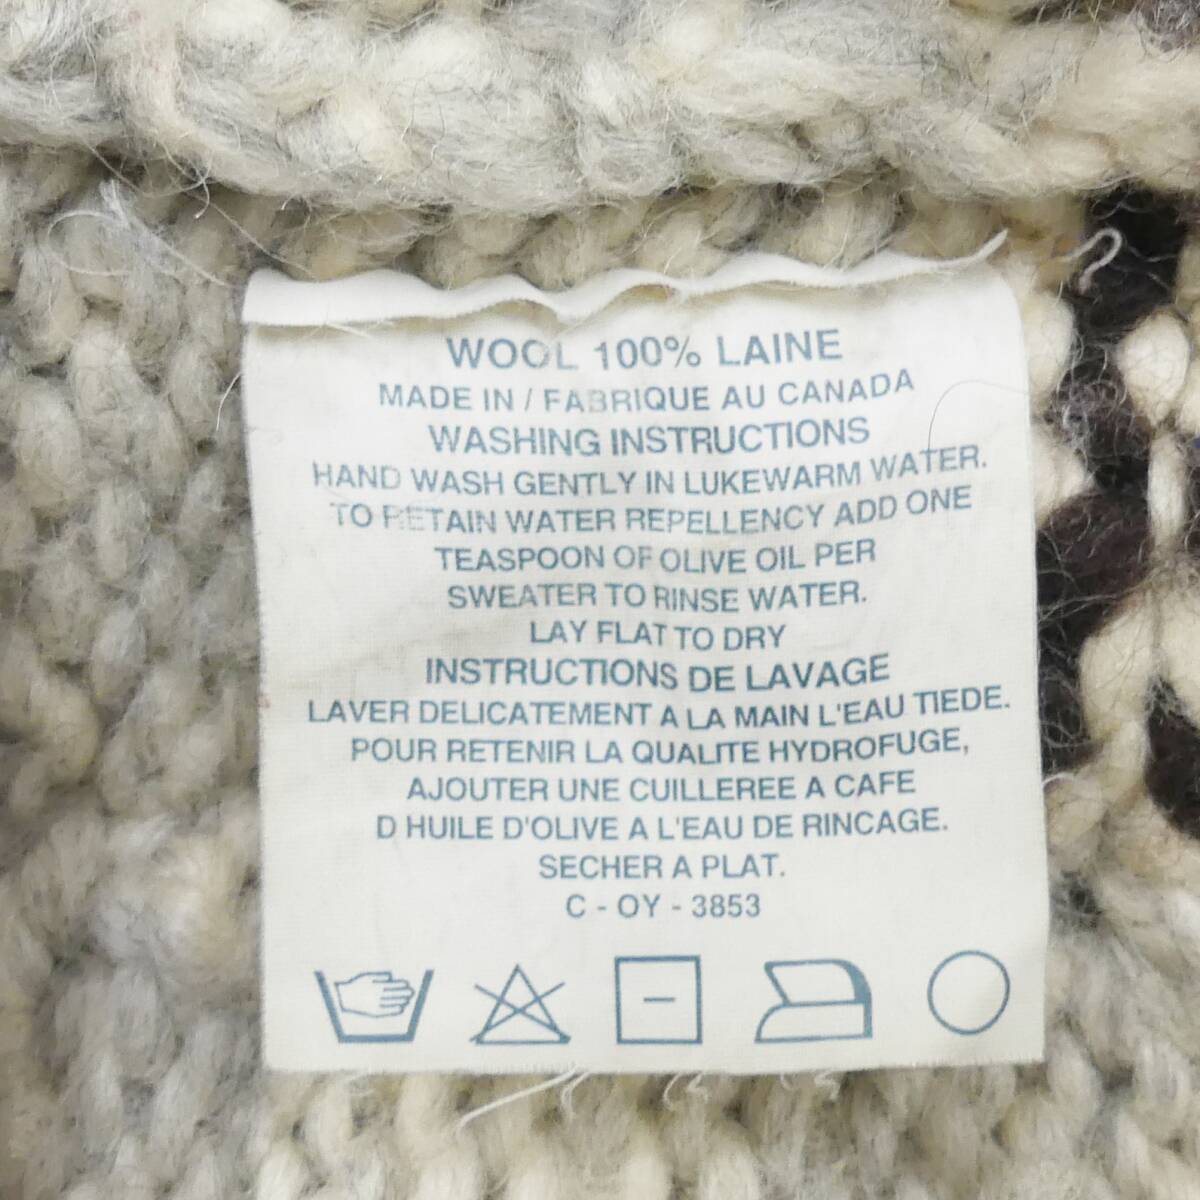 WOOL 100% LAINE
MADE IN / FABRIQUE AU CANADA
WASHING INSTRUCTIONS
HAND WASH GENTLY IN LUKEWARM WATER.
TO RETAIN WATER REPELLENCY ADD ONE
TEASPOON OF OLIVE OIL PER
SWEATER TO RINSE WATER.
LAY FLAT TO DRY
INSTRUCTIONS DE LAVAGE
LAVER DELICATEMENT A LA MAIN L'EAU TIEDE.
POUR RETENIR LA QUALITE HYDROFUGE,
AJOUTER UNE CUILLEREE A CAFE
D HUILE D'OLIVE A L'EAU DE RINCAGE.
SECHER A PLAT.
C - OY - 3853